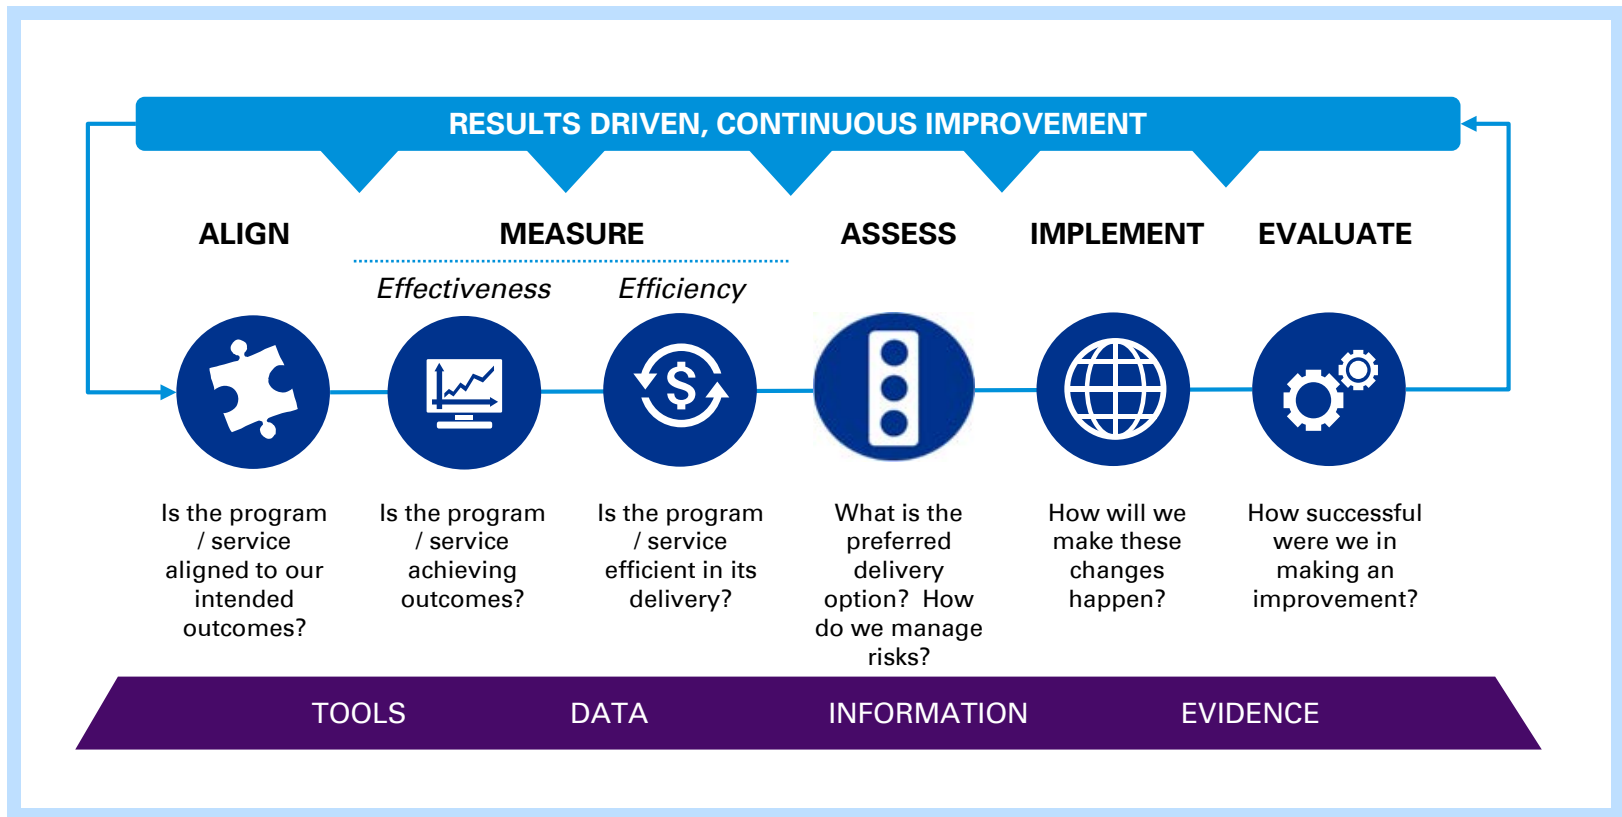 RESULTS DRIVEN, CONTINUOUS IMPROVEMENT
ALIGN
MEASURE
ASSESS
IMPLEMENT
EVALUATE
Effectiveness
Efficiency
$
Is the program
/ service
aligned to our
intended
outcomes?
Is the program
/ service
achieving
outcomes?
Is the program
/ service
efficient in its
delivery?
What is the
preferred
delivery
option?  How
do we manage
risks?
How will we
make these
changes
happen?
How successful
were we in
making an
improvement?
TOOLS
DATA
INFORMATION
EVIDENCE